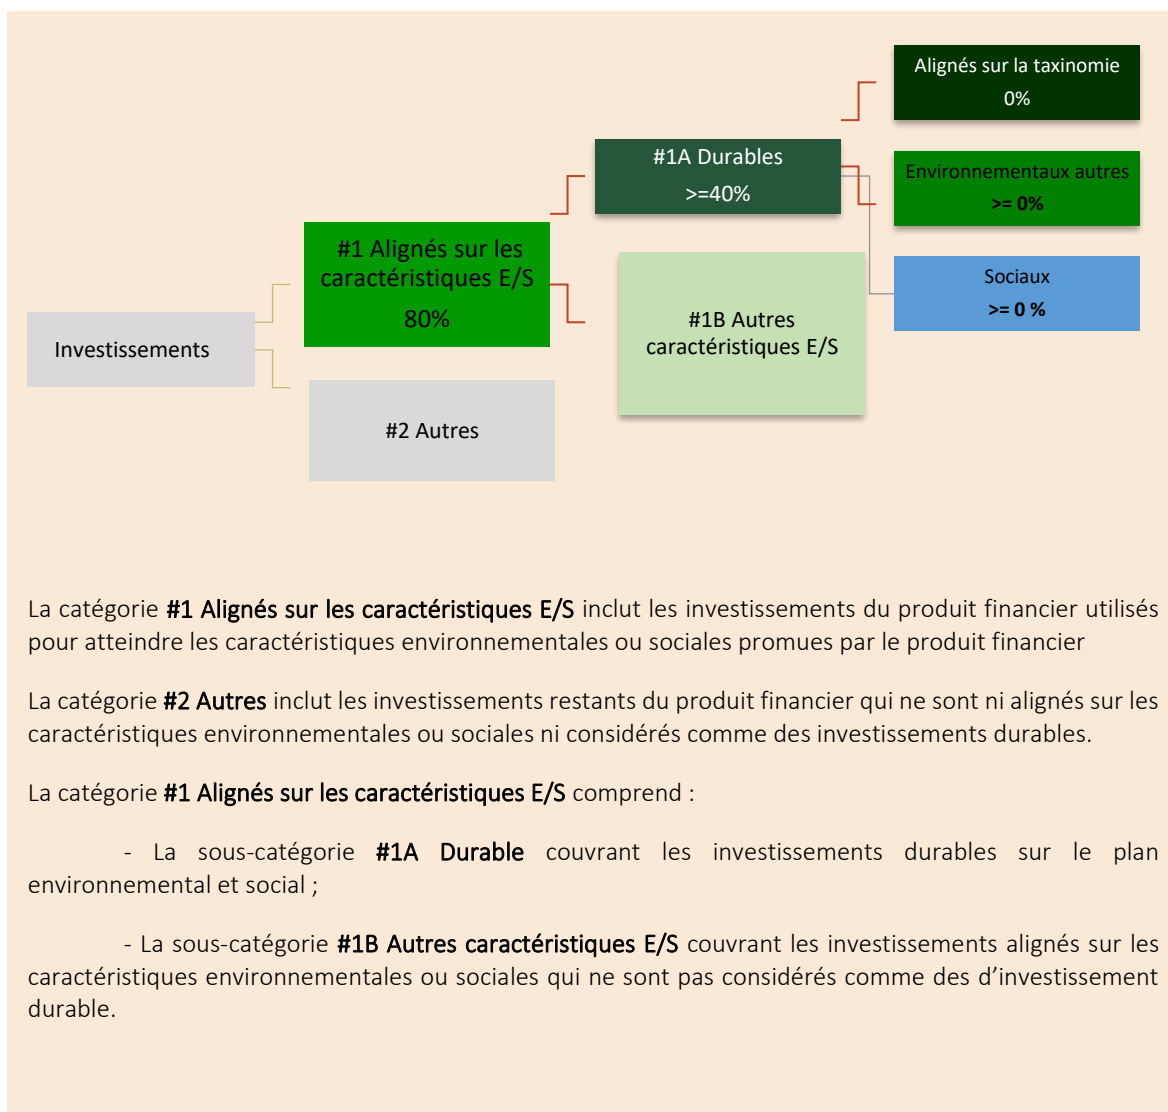 Alignés sur la taxinomie
0%
#1A Durables
>=40%
Environnementaux autres
>= 0%
#1 Alignés sur les
caractéristiques E/S
80%
Sociaux
>= 0 %
#1B Autres
caractéristiques E/S
Investissements
#2 Autres
La catégorie #1 Alignés sur les caractéristiques E/S inclut les investissements du produit financier utilisés
pour atteindre les caractéristiques environnementales ou sociales promues par le produit financier
La catégorie #2 Autres inclut les investissements restants du produit financier qui ne sont ni alignés sur les
caractéristiques environnementales ou sociales ni considérés comme des investissements durables.
La catégorie #1 Alignés sur les caractéristiques E/S comprend :
- La sous-catégorie #1A Durable couvrant les investissements durables sur le plan
environnemental et social ;
- La sous-catégorie #1B Autres caractéristiques E/S couvrant les investissements alignés sur les
caractéristiques environnementales ou sociales qui ne sont pas considérés comme des d’investissement
durable.